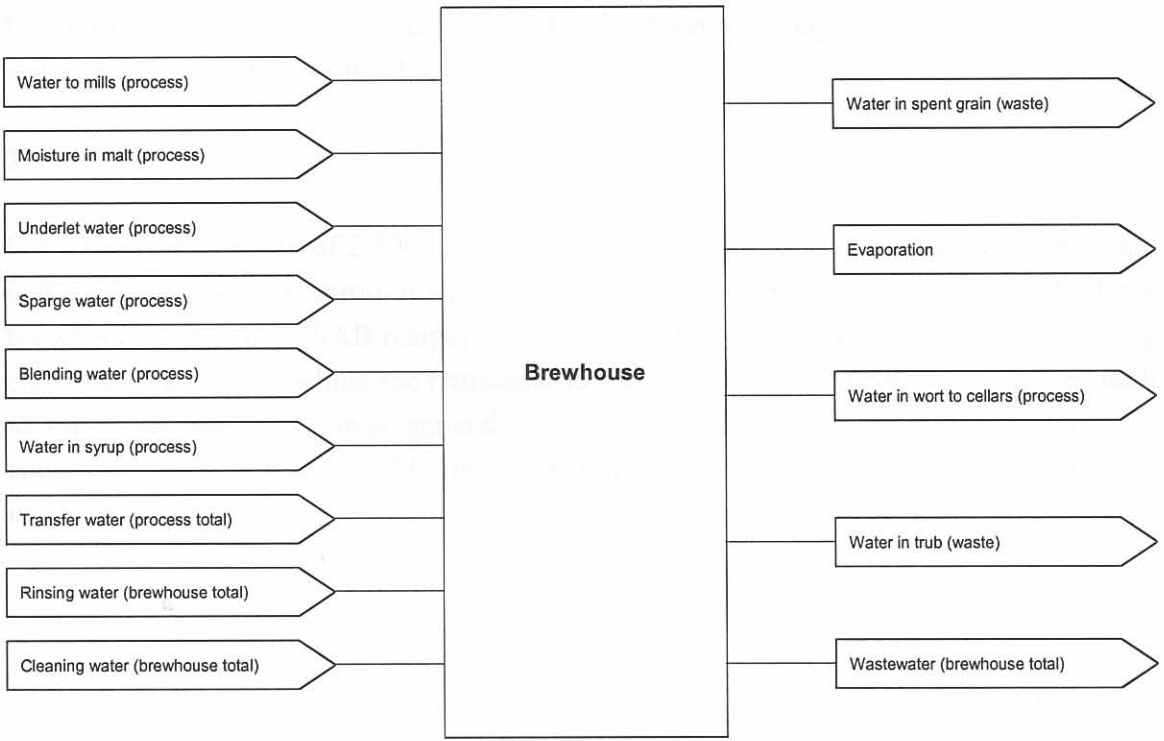 Water to mills (process)
Moisture in malt (process)
Underlet water (process)
Sparge water (process)
Blending water (process)
Water in syrup (process)
Transfer water (process total)
Rinsing water (brewhouse total)
Cleaning water (brewhouse total)
Brewhouse
Water in spent grain (waste)
Evaporation
Water in wort to cellars (process)
Water in trub (waste)
Wastewater (brewhouse total)